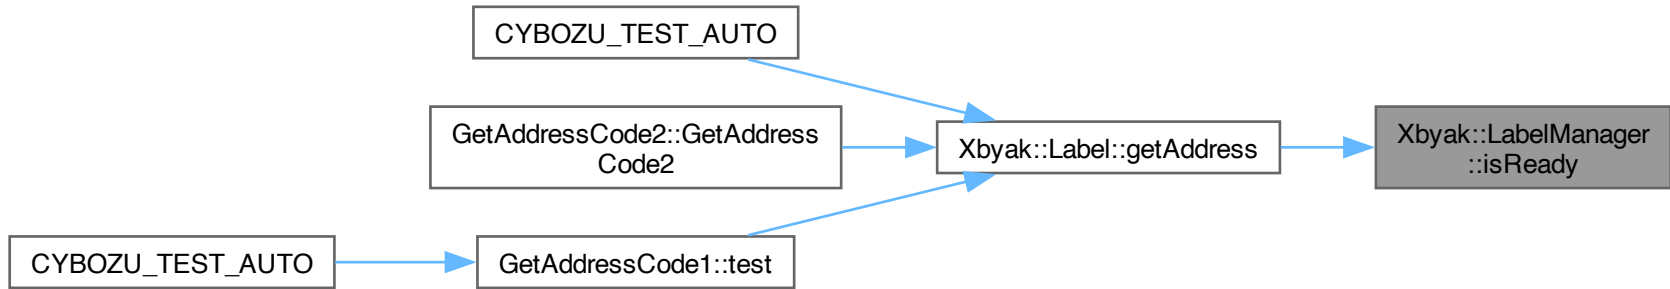 CYBOZU_TEST_AUTO
GetAddressCode2::GetAddress
Code2
Xbyak::Label::getAddress
Xbyak::LabelManager
::isReady
CYBOZU_TEST_AUTO
GetAddressCode1::test